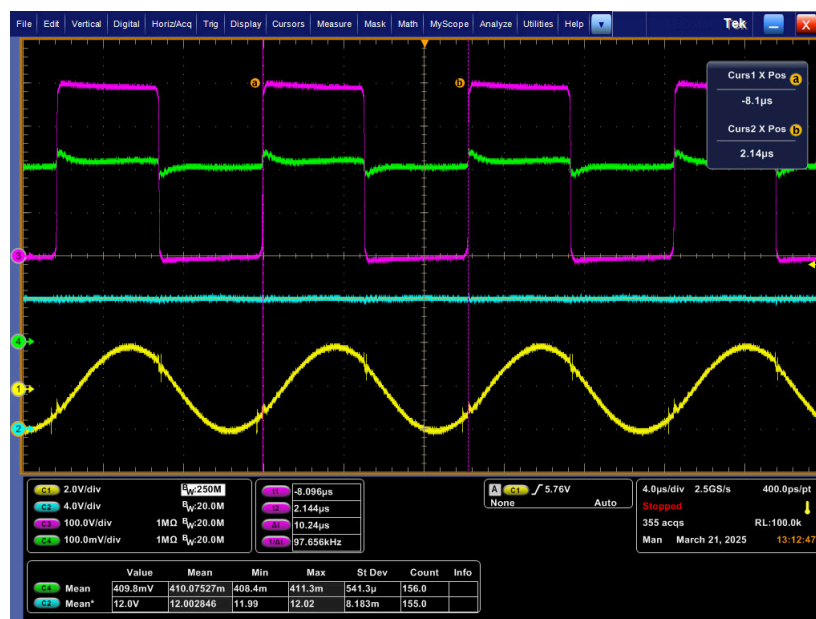 File Edit Vertical Digital Horiz/Acq Trig Display Cursors Measure Mask Math MyScope Analyze Utilities Help Tek X
Curs1 X Pos a
-8.1µs
Curs2 X Pos b
2.14µs
a
b
3
4
1
2
C1 2.0V/div BW:250M
C2 4.0V/div BW:20.0M
C3 100.0V/div 1MΩ BW:20.0M
C4 100.0mV/div 1MΩ BW:20.0M
t1 -8.096µs
t2 2.144µs
Δt 10.24µs
1/Δt 97.656kHz
A C1 5.76V
None Auto
4.0µs/div 2.5GS/s 400.0ps/pt
Stopped
355 acqs RL:100.0k
Man March 21, 2025 13:12:47
Value Mean Min Max St Dev Count Info
C4 Mean 409.8mV 410.07527m 408.4m 411.3m 541.3µ 156.0
C2 Mean* 12.0V 12.002846 11.99 12.02 8.183m 155.0